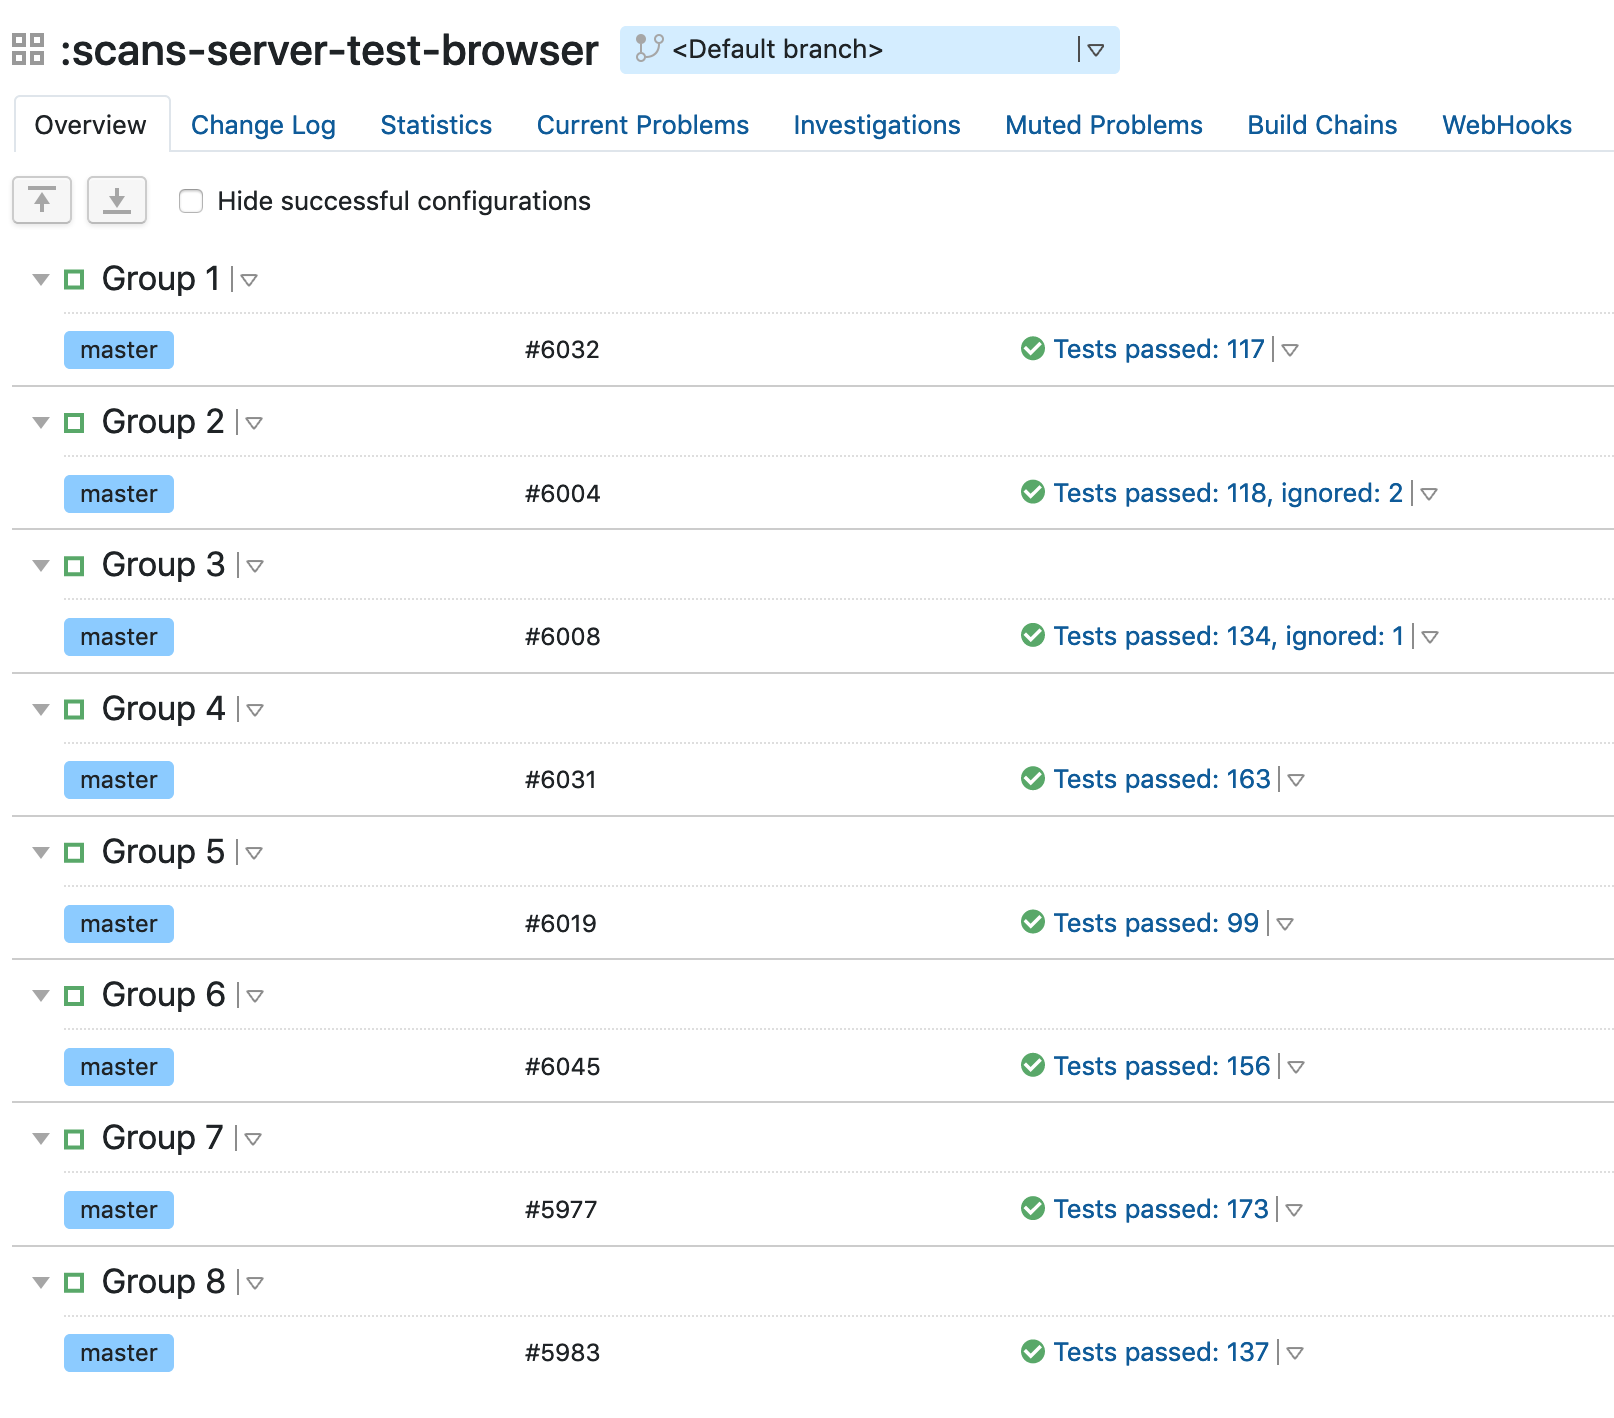 :scans-server-test-browser <Default branch>
Overview Change Log Statistics Current Problems Investigations Muted Problems Build Chains WebHooks
Hide successful configurations
Group 1
master #6032 Tests passed: 117
Group 2
master #6004 Tests passed: 118, ignored: 2
Group 3
master #6008 Tests passed: 134, ignored: 1
Group 4
master #6031 Tests passed: 163
Group 5
master #6019 Tests passed: 99
Group 6
master #6045 Tests passed: 156
Group 7
master #5977 Tests passed: 173
Group 8
master #5983 Tests passed: 137